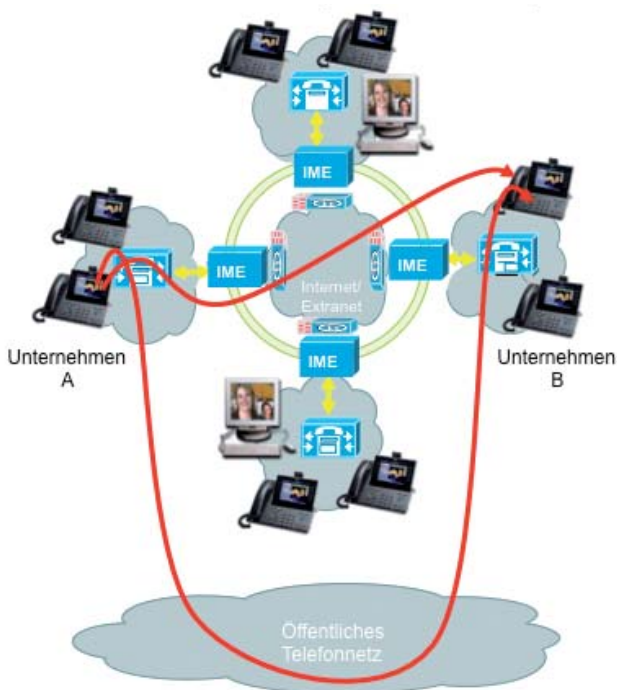 IME
IME
Internet/
Extranet
IME
IME
Unternehmen
A
Unternehmen
B
Öffentliches
Telefonnetz